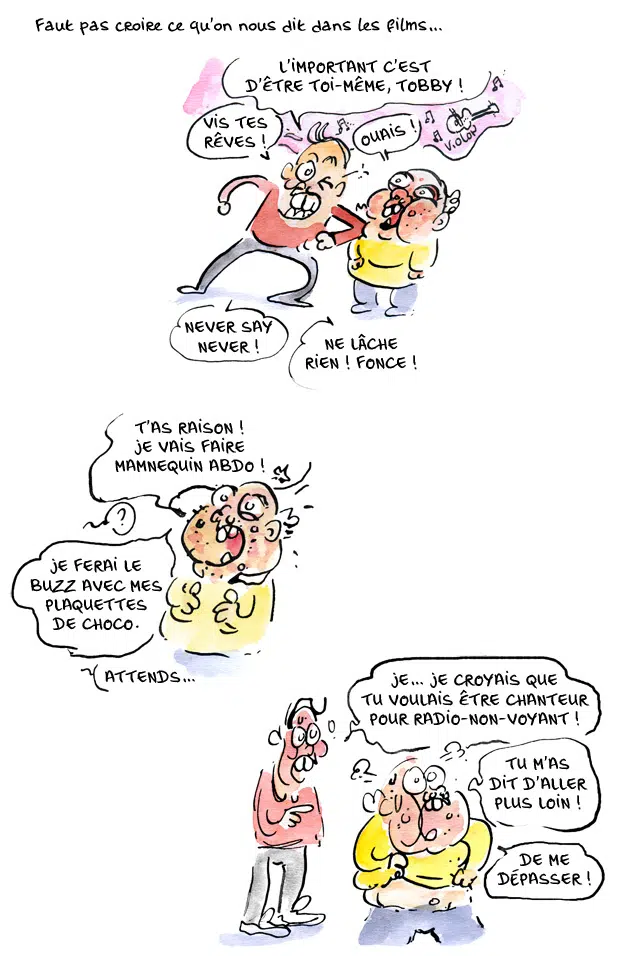 Faut pas croire ce qu'on nous dit dans les films...
L'IMPORTANT C'EST
D'ÊTRE TOI-MÊME, TOBBY !
VIS TES
RÊVES !
OUAIS !
VIOLON
NEVER SAY
NEVER !
NE LÂCHE
RIEN ! FONCE !
T'AS RAISON !
JE VAIS FAIRE
MAMNEQUIN ABDO !
?
JE FERAI LE
BUZZ AVEC MES
PLAQUETTES
DE CHOCO.
ATTENDS...
JE... JE CROYAIS QUE
TU VOULAIS ÊTRE CHANTEUR
POUR RADIO-NON-VOYANT !
TU M'AS
DIT D'ALLER
PLUS LOIN !
DE ME
DÉPASSER !